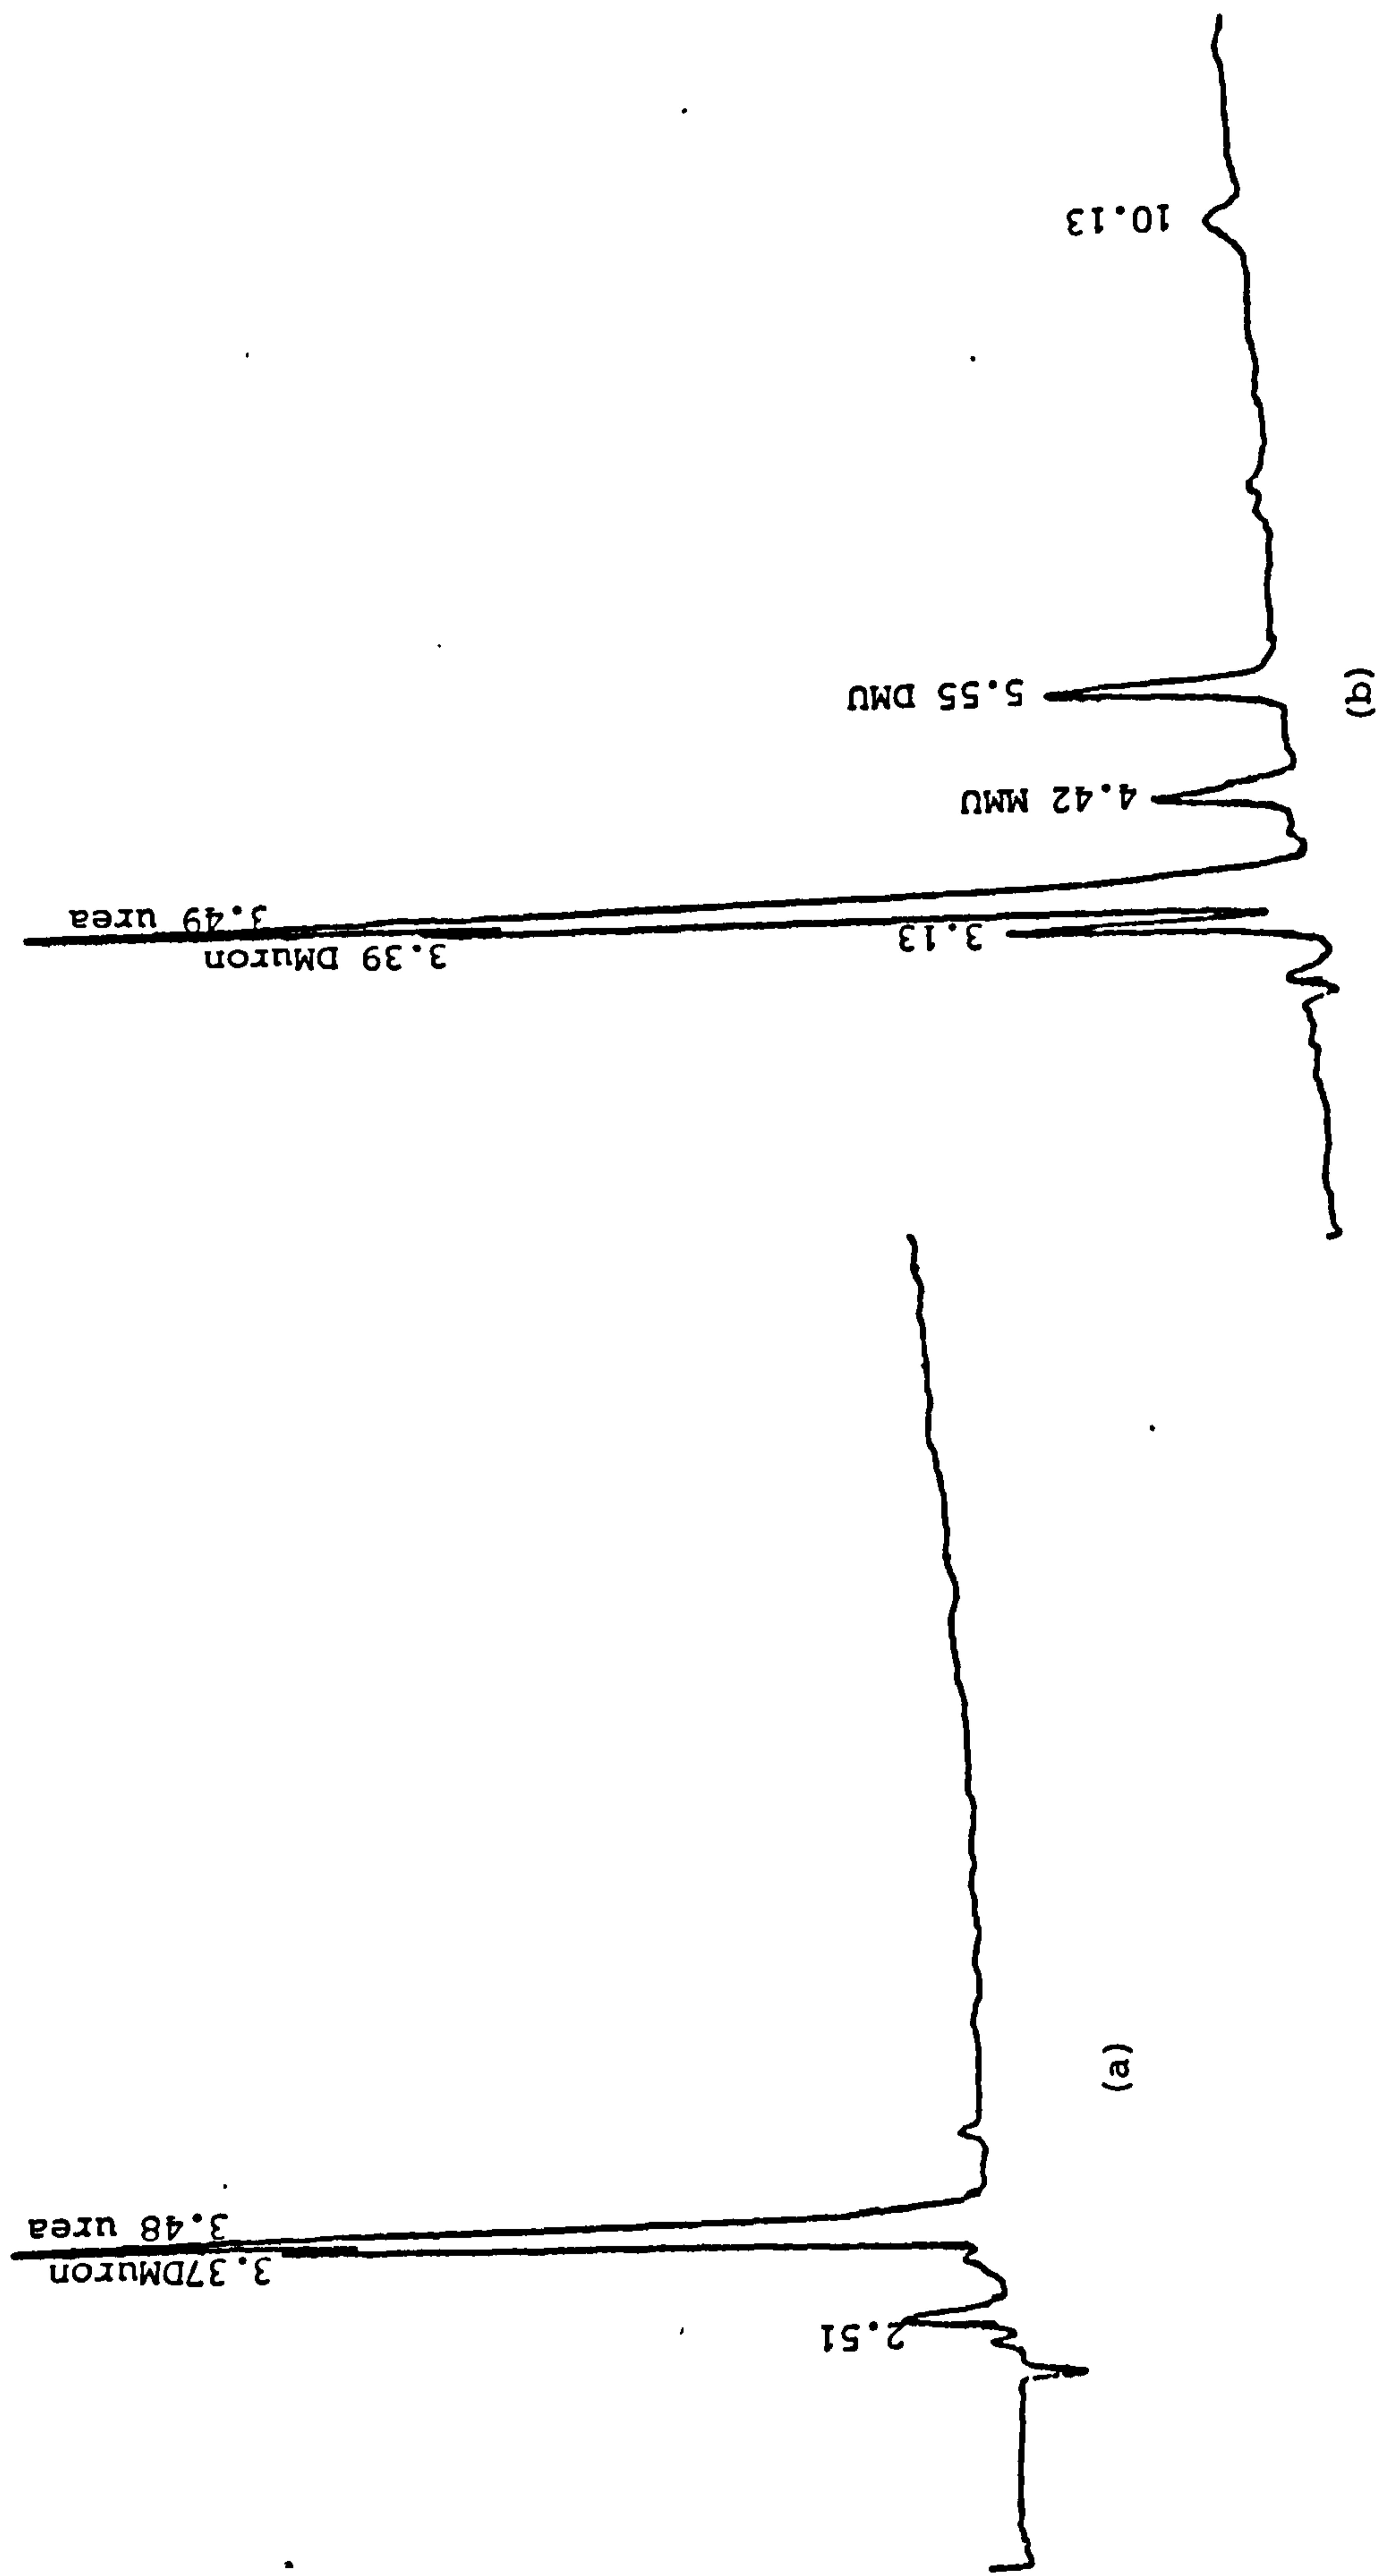 3.48 urea
3.37DMuron
2.51
(a)
3.49 urea
3.39 DMuron
3.13
4.42 MMU
5.55 DMU
10.13
(b)